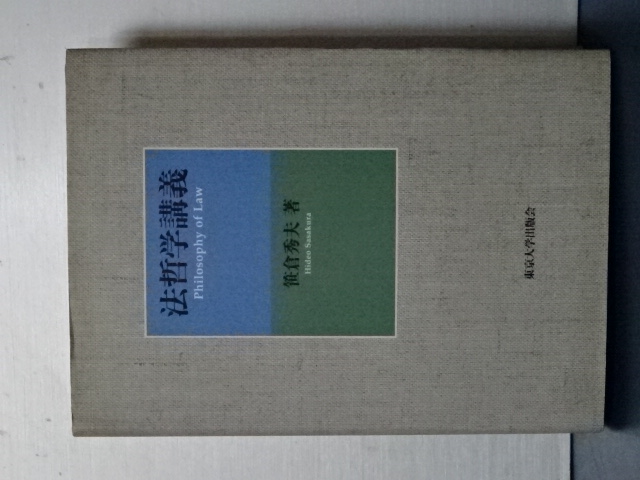 法哲学講義
Philosophy of Law
笹倉秀夫 著
Hideo Sasakura
東京大学出版会